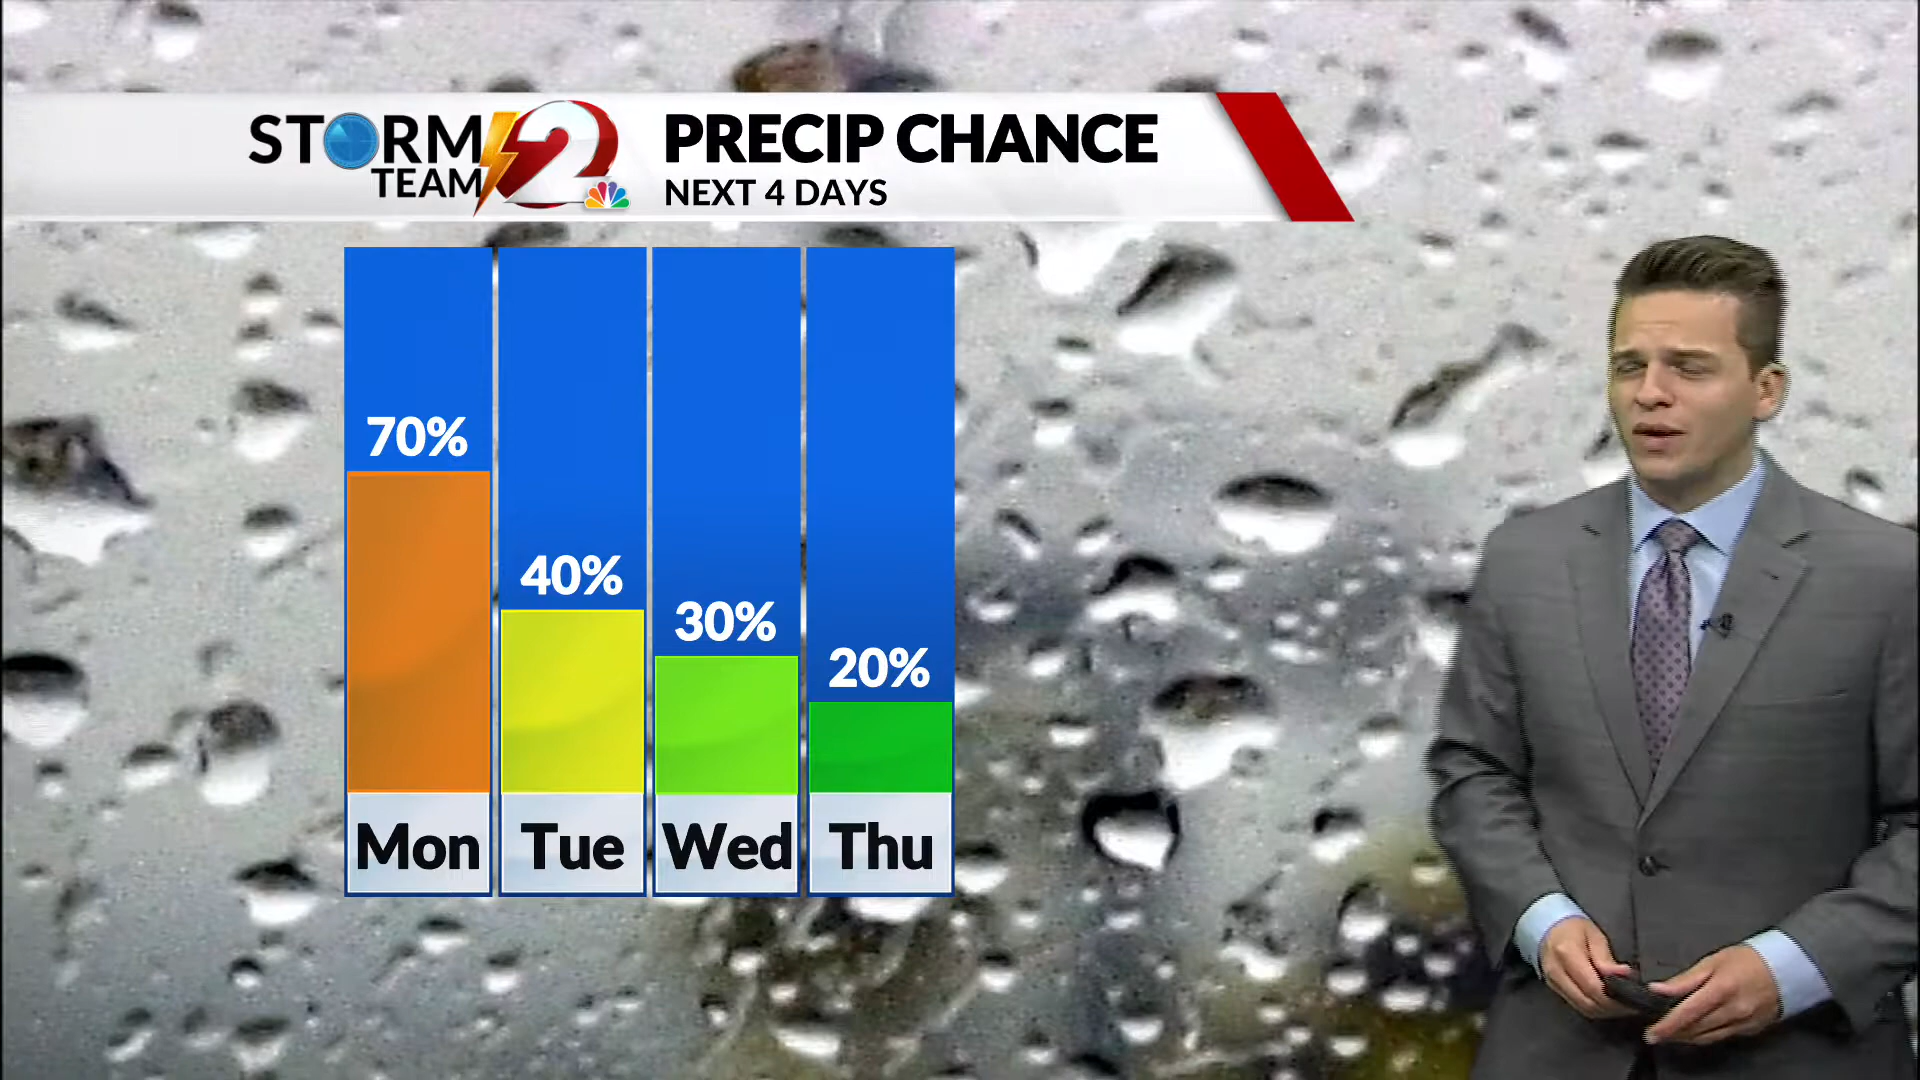 STORM
TEAM
2
PRECIP CHANCE
NEXT 4 DAYS
70%
40%
30%
20%
Mon
Tue
Wed
Thu